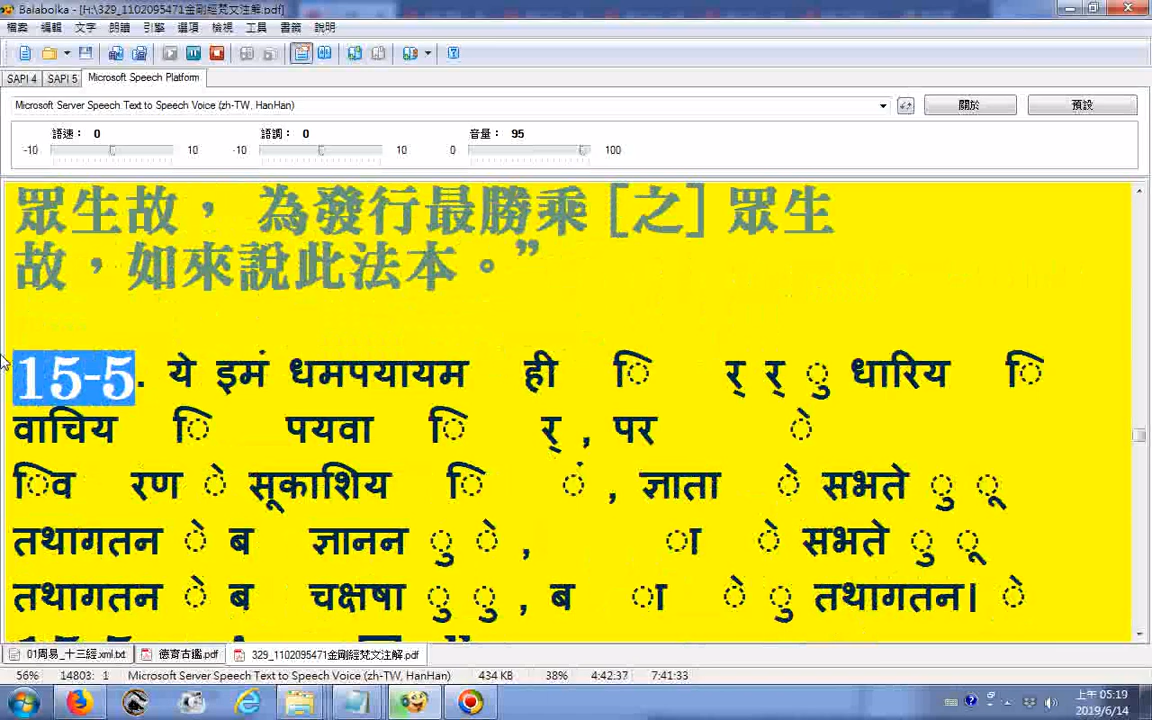 Balabolka - [H:\329_1102095471金剛經梵文注解.pdf]
檔案 編輯 文字 朗讀 引擎 選項 檢視 工具 書籤 說明
SAPI 4 SAPI 5 Microsoft Speech Platform
Microsoft Server Speech Text to Speech Voice (zh-TW, HanHan) 關於 預設
語速： 0 語調： 0 音量： 95
-10 10 -10 10 0 100
眾生故， 為發行最勝乘 [之] 眾生
故，如來說此法本。”
15-5. ये इमं धमपयायम ही ि र् र् ु धारिय ि
वाचिय ि पयवा ि र् , पर े
िव रण े सूकाशिय ि ं , ज्ञाता े सभते ु ू
तथागतन े ब ज्ञानन ु े , ा े सभते ु ू
तथागतन े ब चक्षषा ु ु , ब ा े ु तथागतन। े
01周易_十三經.xml.txt 德育古鑑.pdf 329_1102095471金剛經梵文注解.pdf
56% 14803: 1 Microsoft Server Speech Text to Speech Voice (zh-TW, HanHan) 434 KB 38% 4:42:37 7:41:33
上午 05:19
2019/6/14